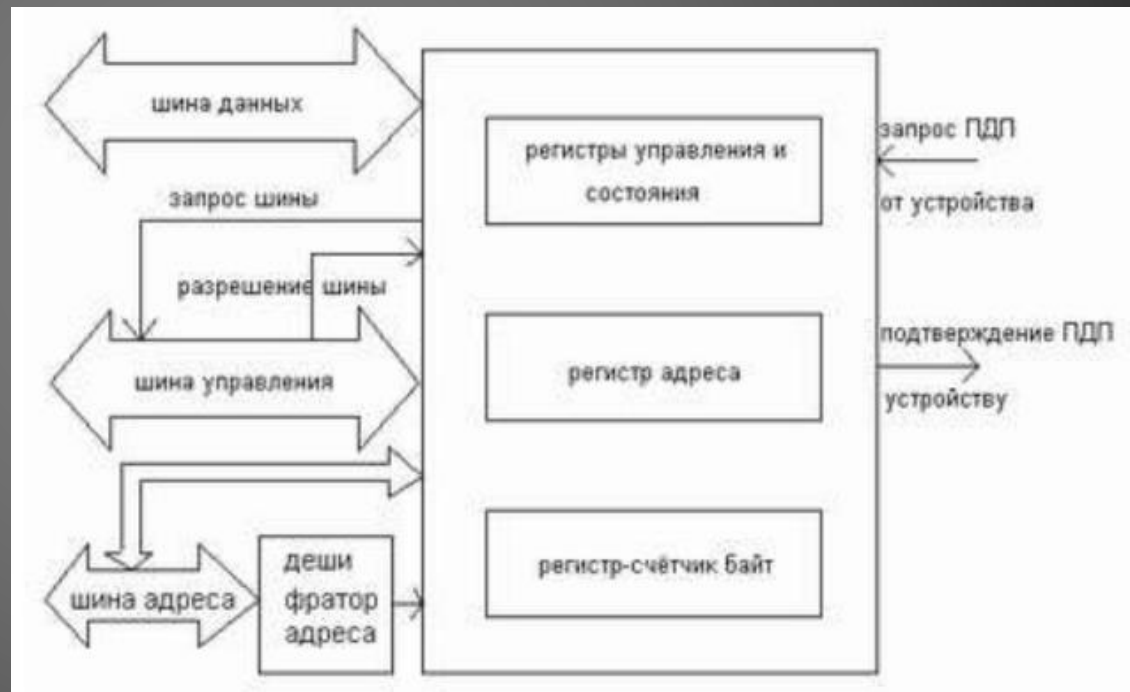 шина данных
запрос шины
разрешение шины
шина управления
шина адреса
деши
фратор
адреса
регистры управления и
состояния
регистр адреса
регистр-счётчик байт
запрос ПДП
от устройства
подтверждение ПДП
устройству